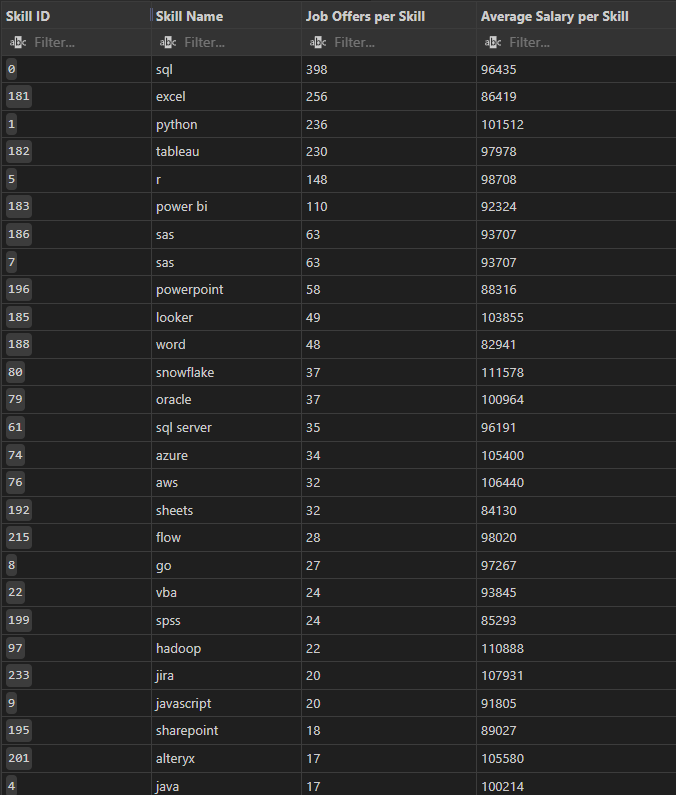 Skill ID Skill Name Job Offers per Skill Average Salary per Skill
abc Filter... abc Filter... abc Filter... abc Filter...
0 sql 398 96435
181 excel 256 86419
1 python 236 101512
182 tableau 230 97978
5 r 148 98708
183 power bi 110 92324
186 sas 63 93707
7 sas 63 93707
196 powerpoint 58 88316
185 looker 49 103855
188 word 48 82941
80 snowflake 37 111578
79 oracle 37 100964
61 sql server 35 96191
74 azure 34 105400
76 aws 32 106440
192 sheets 32 84130
215 flow 28 98020
8 go 27 97267
22 vba 24 93845
199 spss 24 85293
97 hadoop 22 110888
233 jira 20 107931
9 javascript 20 91805
195 sharepoint 18 89027
201 alteryx 17 105580
4 java 17 100214